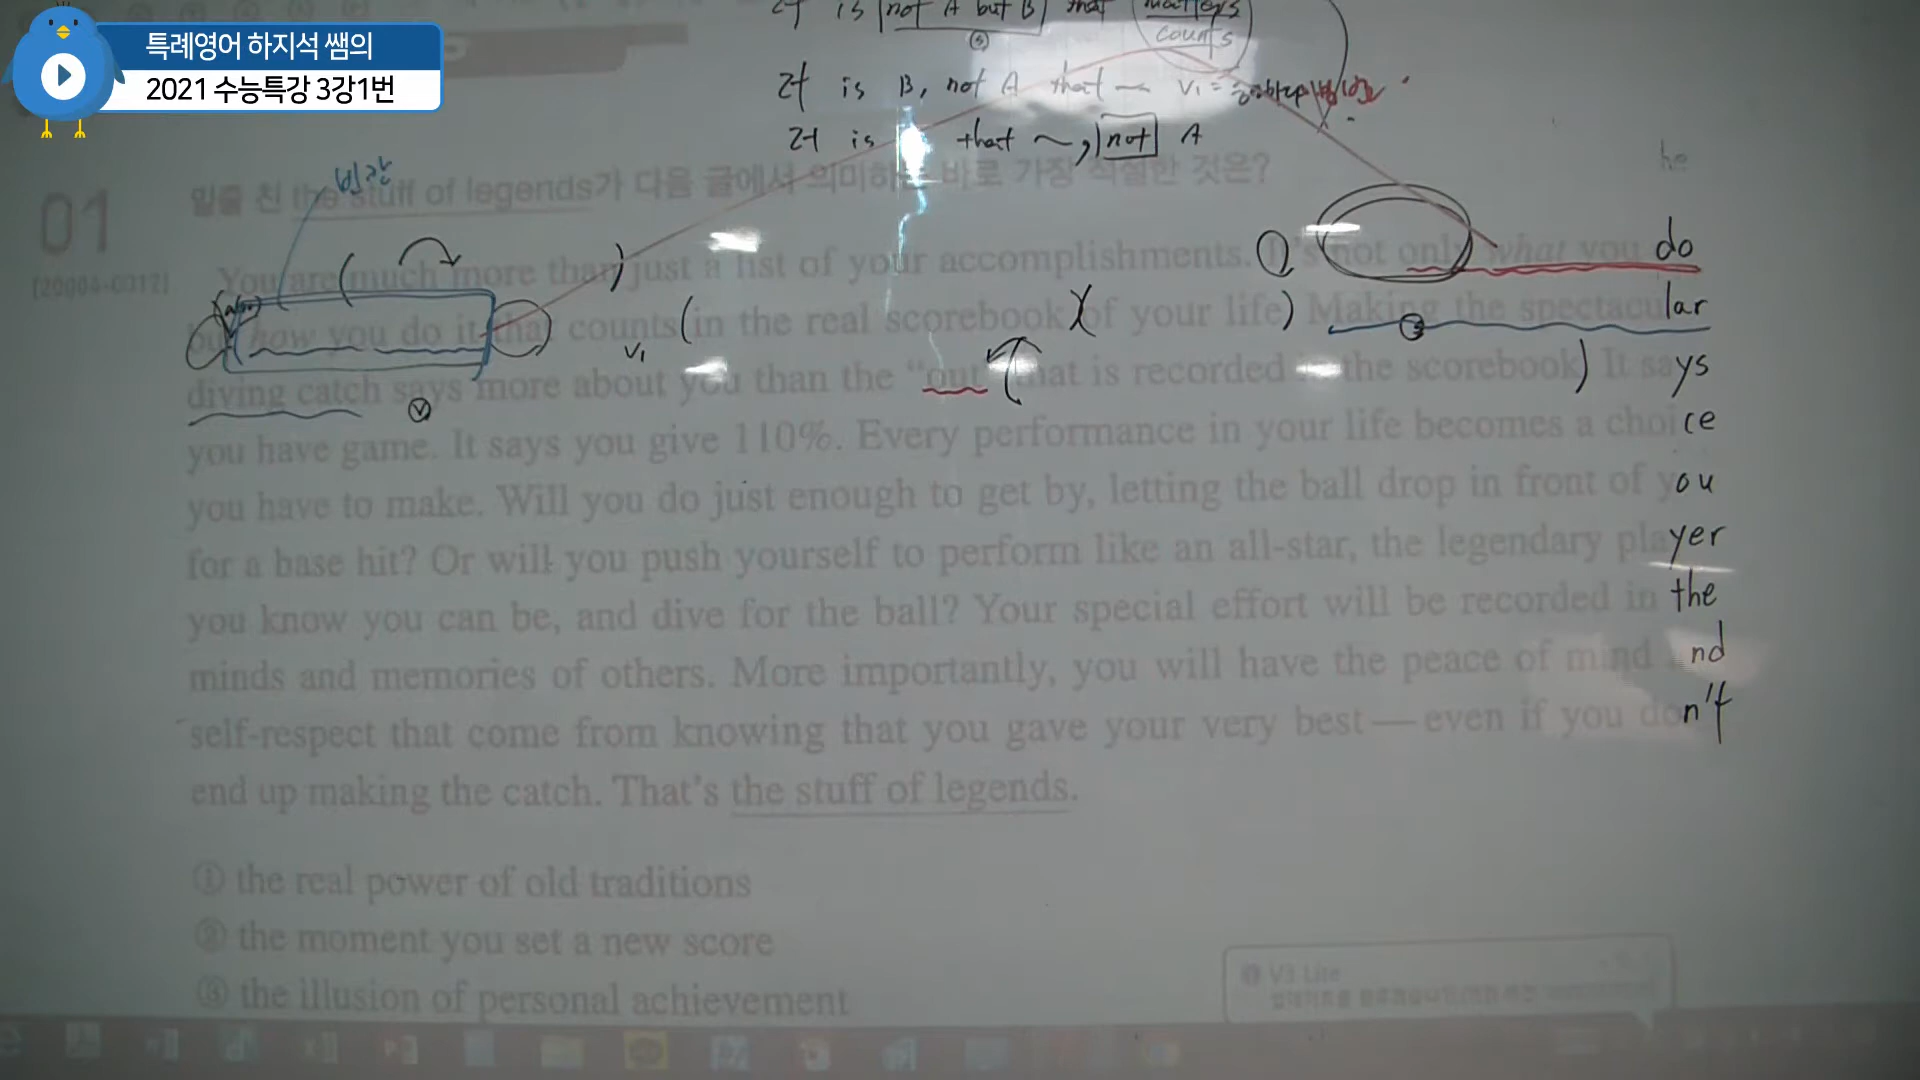 특례영어 하지석 쌤의
2021 수능특강 3강1번
It is not A but B that matters
counts
It is B, not A that ~ V1 =
It is that ~, not A
빈칸
01
밑줄 친 the stuff of legends가 다음 글에서 의미하는 바로 가장 적절한 것은?
[20004-0012]
You are much more than just a list of your accomplishments. It's not only what you do
but how you do it that counts in the real scorebook of your life. Making the spectacular
V1
diving catch says more about you than the "out" that is recorded in the scorebook. It says
you have game. It says you give 110%. Every performance in your life becomes a choice
you have to make. Will you do just enough to get by, letting the ball drop in front of you
for a base hit? Or will you push yourself to perform like an all-star, the legendary player
you know you can be, and dive for the ball? Your special effort will be recorded in the
minds and memories of others. More importantly, you will have the peace of mind and
self-respect that come from knowing that you gave your very best—even if you don't
end up making the catch. That's the stuff of legends.
① the real power of old traditions
② the moment you set a new score
③ the illusion of personal achievement
V3 Lite